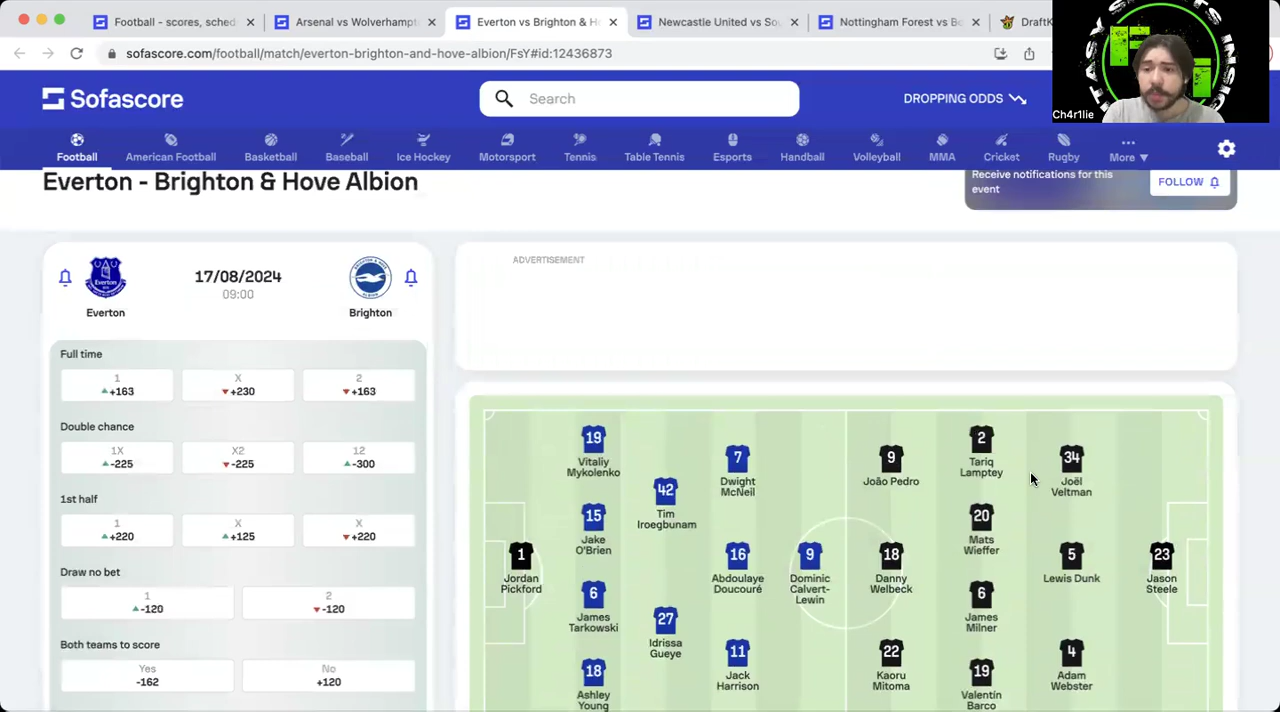 Football - scores, sched
Arsenal vs Wolverhampt
Everton vs Brighton & H
Newcastle United vs So
Nottingham Forest vs B
DraftK
sofascore.com/football/match/everton-brighton-and-hove-albion/FsY#id:12436873
Ch4r1lie
Sofascore
Search
DROPPING ODDS
Football
American Football
Basketball
Baseball
Ice Hockey
Motorsport
Tennis
Table Tennis
Esports
Handball
Volleyball
MMA
Cricket
Rugby
More
Everton - Brighton & Hove Albion
Receive notifications for this
event
FOLLOW
17/08/2024
09:00
Everton
Everton
Brighton
ADVERTISEMENT
Full time
1
+163
X
+230
2
+163
Double chance
1X
-225
X2
-225
12
-300
1st half
1
+220
X
+125
X
+220
Draw no bet
1
-120
2
-120
Both teams to score
Yes
-162
No
+120
1
Jordan
Pickford
19
Vitaliy
Mykolenko
15
Jake
O'Brien
6
James
Tarkowski
18
Ashley
Young
42
Tim
Iroegbunam
27
Idrissa
Gueye
7
Dwight
McNeil
16
Abdoulaye
Doucouré
11
Jack
Harrison
9
Dominic
Calvert-
Lewin
9
João Pedro
18
Danny
Welbeck
22
Kaoru
Mitoma
2
Tariq
Lamptey
20
Mats
Wieffer
6
James
Milner
19
Valentín
Barco
34
Joël
Veltman
5
Lewis Dunk
4
Adam
Webster
23
Jason
Steele